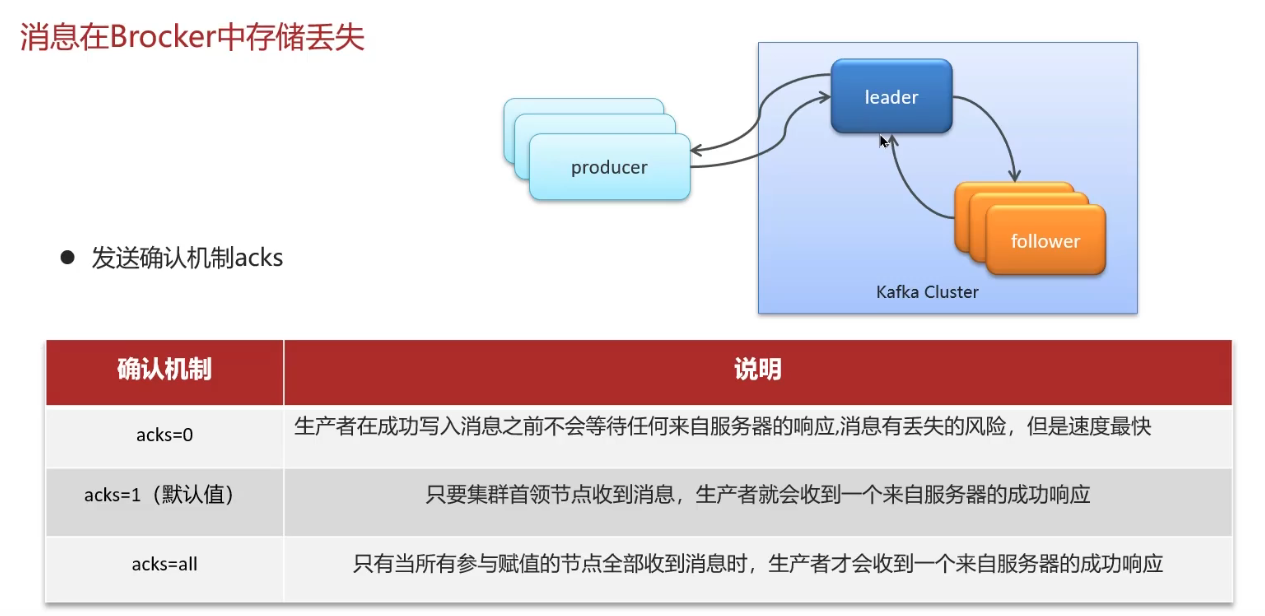 消息在Brocker中存储丢失
leader
producer
follower
Kafka Cluster
● 发送确认机制acks
确认机制 说明
acks=0 生产者在成功写入消息之前不会等待任何来自服务器的响应,消息有丢失的风险，但是速度最快
acks=1（默认值） 只要集群首领节点收到消息，生产者就会收到一个来自服务器的成功响应
acks=all 只有当所有参与赋值的节点全部收到消息时，生产者才会收到一个来自服务器的成功响应